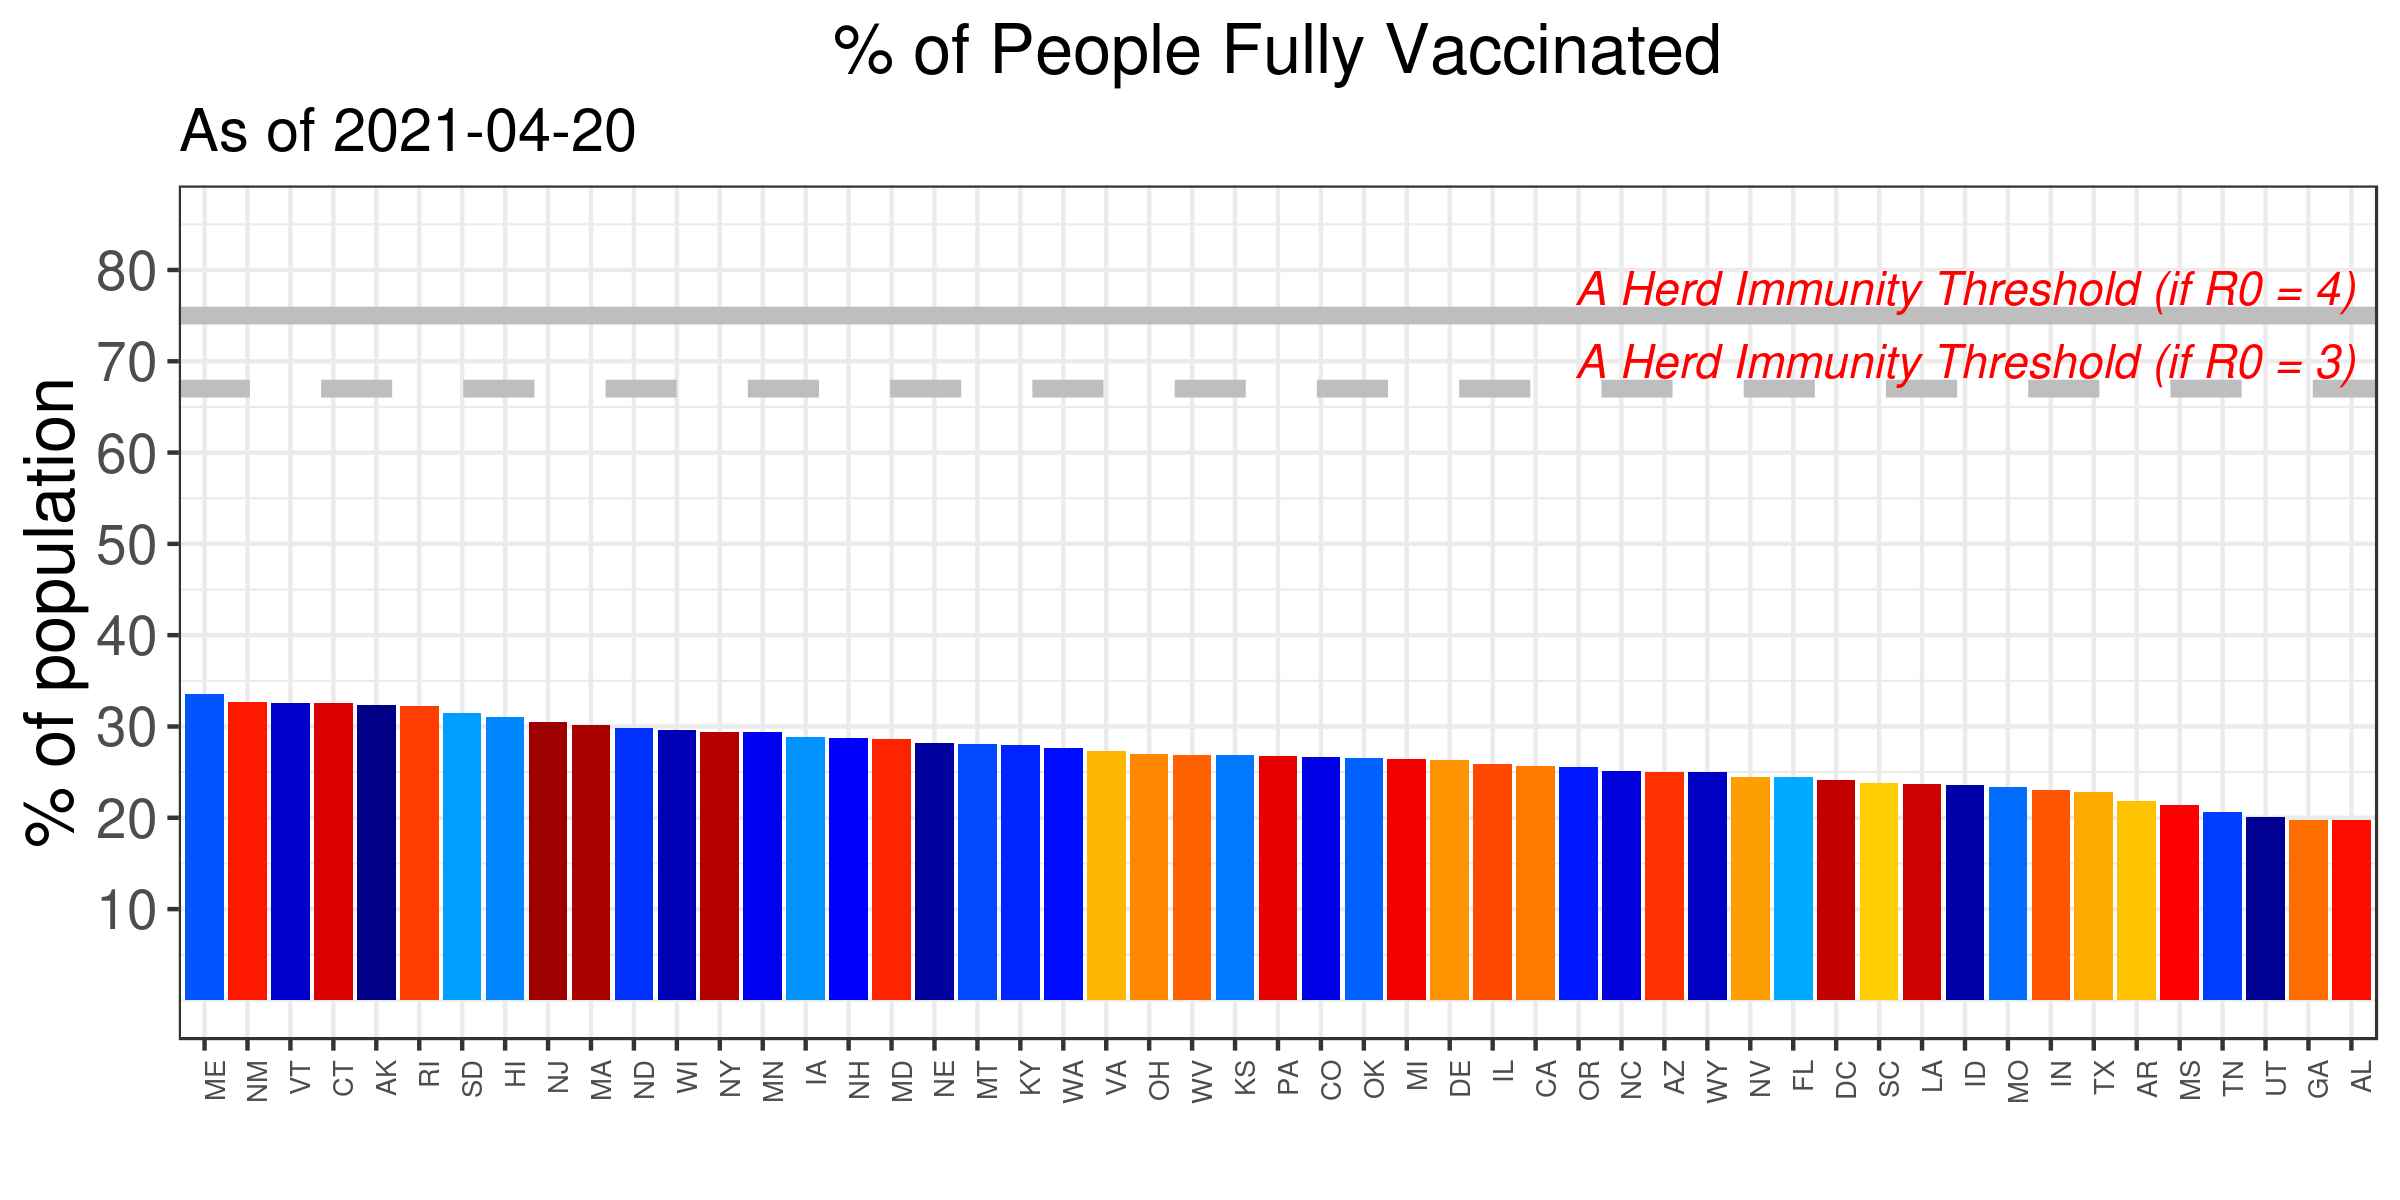 % of People Fully Vaccinated
As of 2021-04-20
% of population
80
70
60
50
40
30
20
10
A Herd Immunity Threshold (if R0 = 4)
A Herd Immunity Threshold (if R0 = 3)
ME NM VT CT AK RI SD HI NJ MA ND WI NY MN IA NH MD NE MT KY WA VA OH WV KS PA CO OK MI DE IL CA OR NC AZ WY NV FL DC SC LA ID MO IN TX AR MS TN UT GA AL